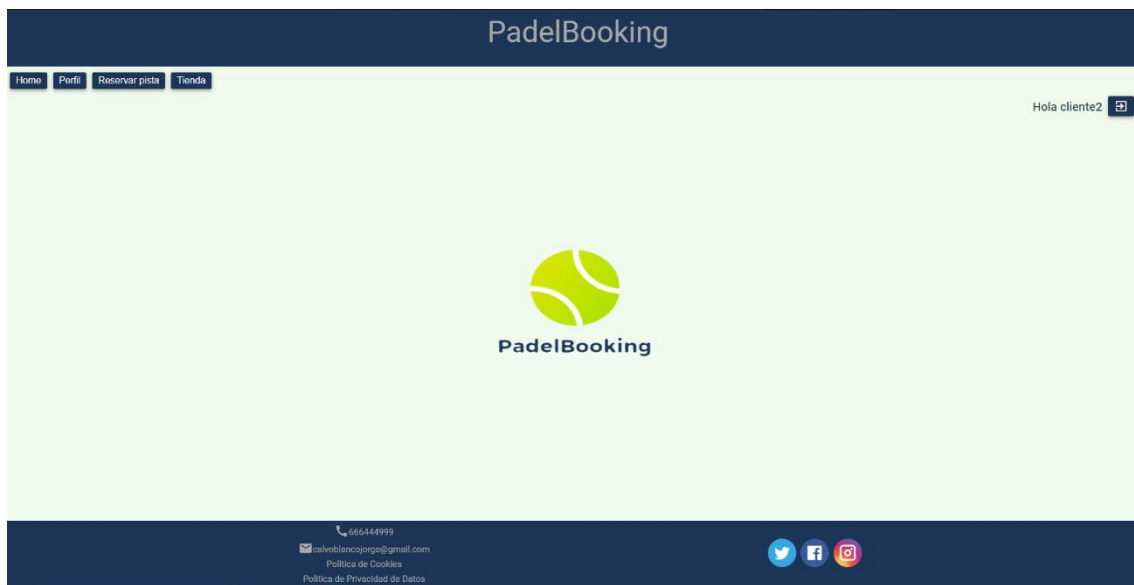 PadelBooking
Home Perfil Reservar pista Tienda
Hola cliente2
PadelBooking
666444999
calvoblancojorge@gmail.com
Política de Cookies
Política de Privacidad de Datos